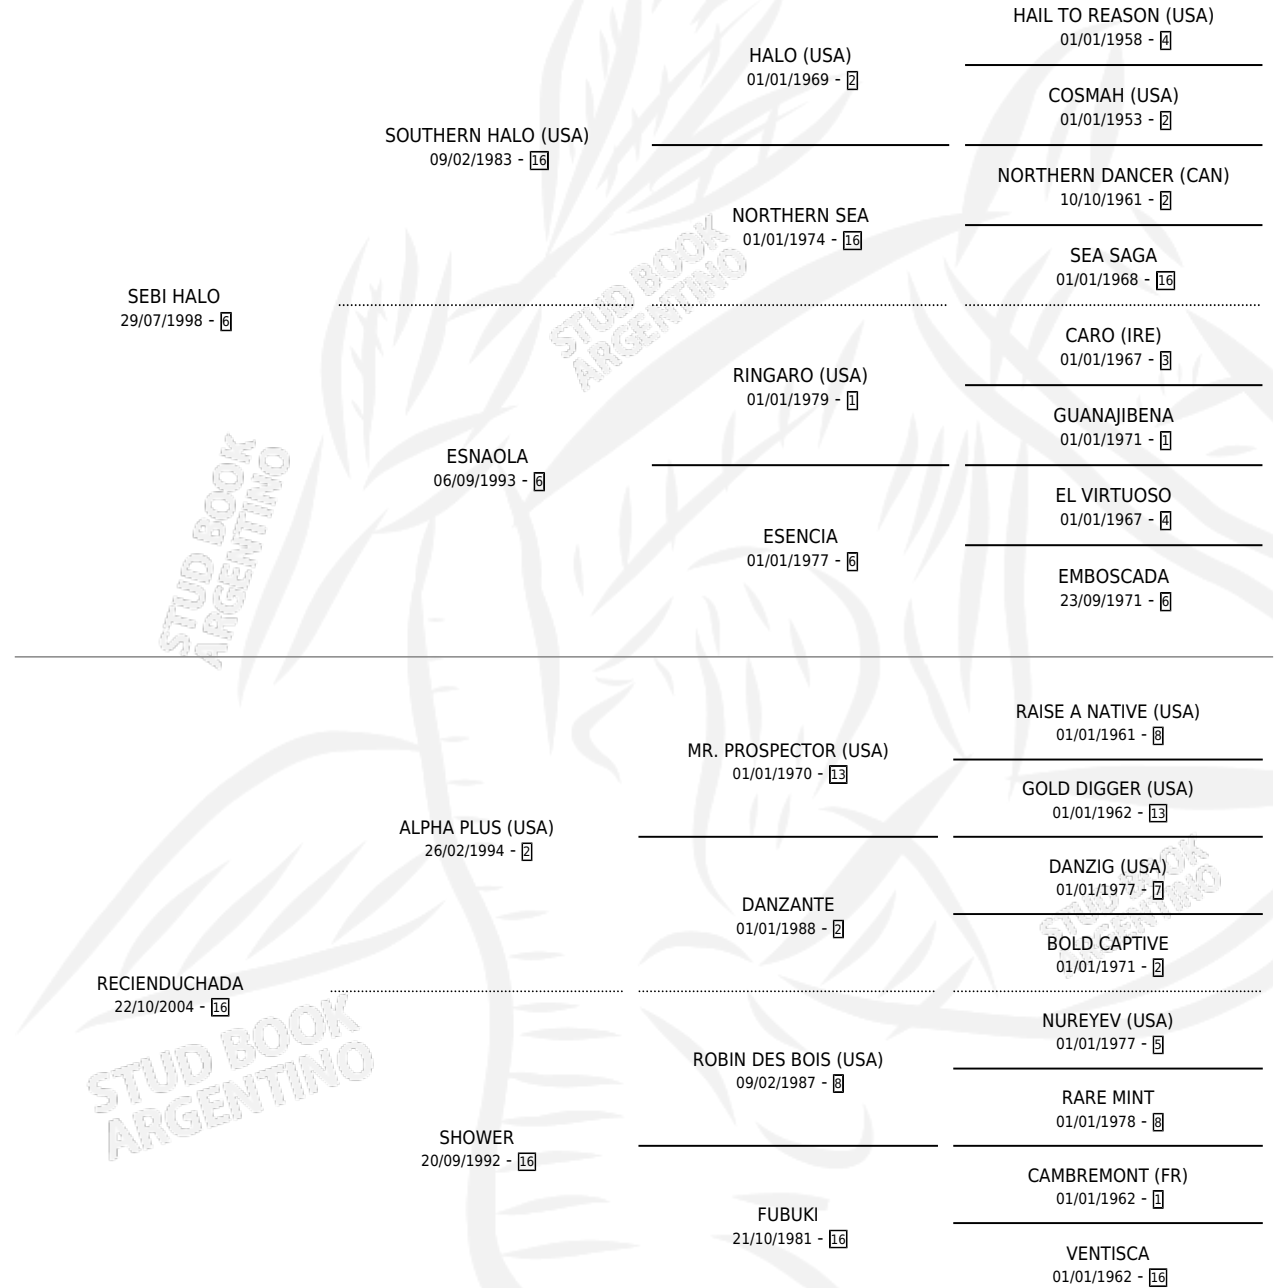 HAIL TO REASON (USA)
01/01/1958 - 4
HALO (USA)
01/01/1969 - 2
COSMAH (USA)
01/01/1953 - 2
SOUTHERN HALO (USA)
09/02/1983 - 16
NORTHERN DANCER (CAN)
10/10/1961 - 2
NORTHERN SEA
01/01/1974 - 16
SEA SAGA
01/01/1968 - 16
SEBI HALO
29/07/1998 - 6
CARO (IRE)
01/01/1967 - 3
RINGARO (USA)
01/01/1979 - 1
GUANAJIBENA
01/01/1971 - 1
ESNAOLA
06/09/1993 - 6
EL VIRTUOSO
01/01/1967 - 4
ESENCIA
01/01/1977 - 6
EMBOSCADA
23/09/1971 - 6
RAISE A NATIVE (USA)
01/01/1961 - 8
MR. PROSPECTOR (USA)
01/01/1970 - 13
GOLD DIGGER (USA)
01/01/1962 - 13
ALPHA PLUS (USA)
26/02/1994 - 2
DANZIG (USA)
01/01/1977 - 7
DANZANTE
01/01/1988 - 2
BOLD CAPTIVE
01/01/1971 - 2
RECIENDUCHADA
22/10/2004 - 16
NUREYEV (USA)
01/01/1977 - 5
ROBIN DES BOIS (USA)
09/02/1987 - 8
RARE MINT
01/01/1978 - 8
SHOWER
20/09/1992 - 16
CAMBREMONT (FR)
01/01/1962 - 1
FUBUKI
21/10/1981 - 16
VENTISCA
01/01/1962 - 16
STUD BOOK
ARGENTINO
STUD BOOK
ARGENTINO
STUD BOOK
ARGENTINO
STUD BOOK
ARGENTINO